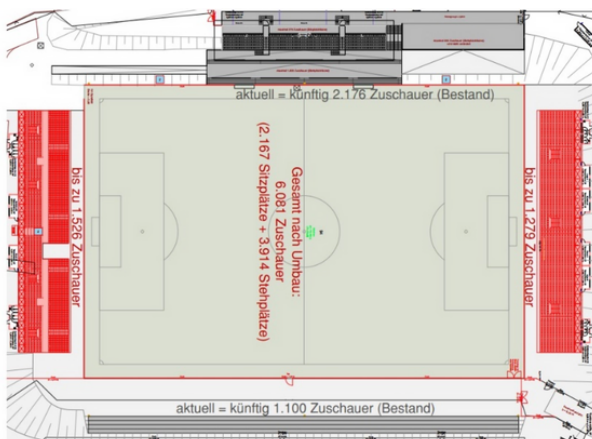 aktuell = künftig 2.176 Zuschauer (Bestand)
bis zu 1.526 Zuschauer
Gesamt nach Umbau:
6.081 Zuschauer
(2.167 Sitzplätze + 3.914 Stehplätze)
bis zu 1.279 Zuschauer
aktuell = künftig 1.100 Zuschauer (Bestand)